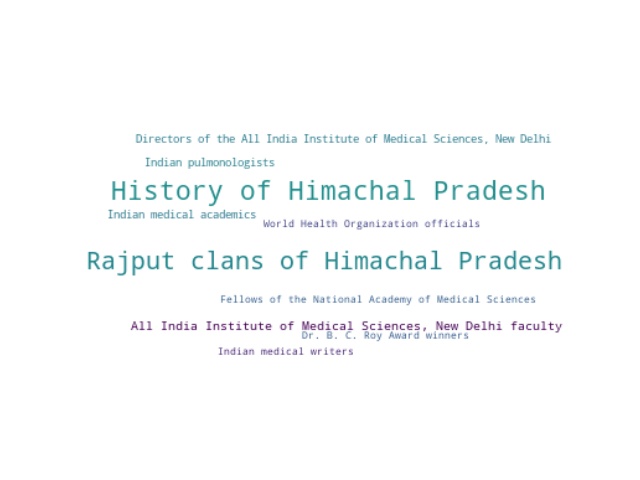 Directors of the All India Institute of Medical Sciences, New Delhi
Indian pulmonologists
History of Himachal Pradesh
Indian medical academics
World Health Organization officials
Rajput clans of Himachal Pradesh
Fellows of the National Academy of Medical Sciences
All India Institute of Medical Sciences, New Delhi faculty
Dr. B. C. Roy Award winners
Indian medical writers